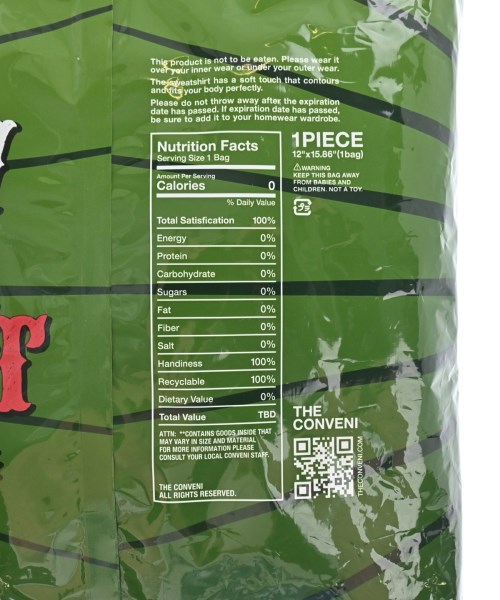 This product is not to be eaten. Please wear it
over your inner wear or under your outer wear.
The sweatshirt has a soft touch that contours
and fits your body perfectly.
Please do not throw away after the expiration
date has passed. If expiration date has passed,
be sure to add it to your homewear wardrobe.
Nutrition Facts
Serving Size 1 Bag
Amount Per Serving
Calories 0
% Daily Value
Total Satisfication 100%
Energy 0%
Protein 0%
Carbohydrate 0%
Sugars 0%
Fat 0%
Fiber 0%
Salt 0%
Handiness 100%
Recyclable 100%
Dietary Value 0%
Total Value TBD
ATTN: **CONTAINS GOODS INSIDE THAT
MAY VARY IN SIZE AND MATERIAL
FOR MORE INFORMATION PLEASE
CONSULT YOUR LOCAL CONVENI STAFF.
THE CONVENI
ALL RIGHTS RESERVED.
1PIECE
12"x15.86"(1bag)
⚠WARNING
KEEP THIS BAG AWAY
FROM BABIES AND
CHILDREN. NOT A TOY.
プラ
THE
CONVENI
THECONVENI.COM
T